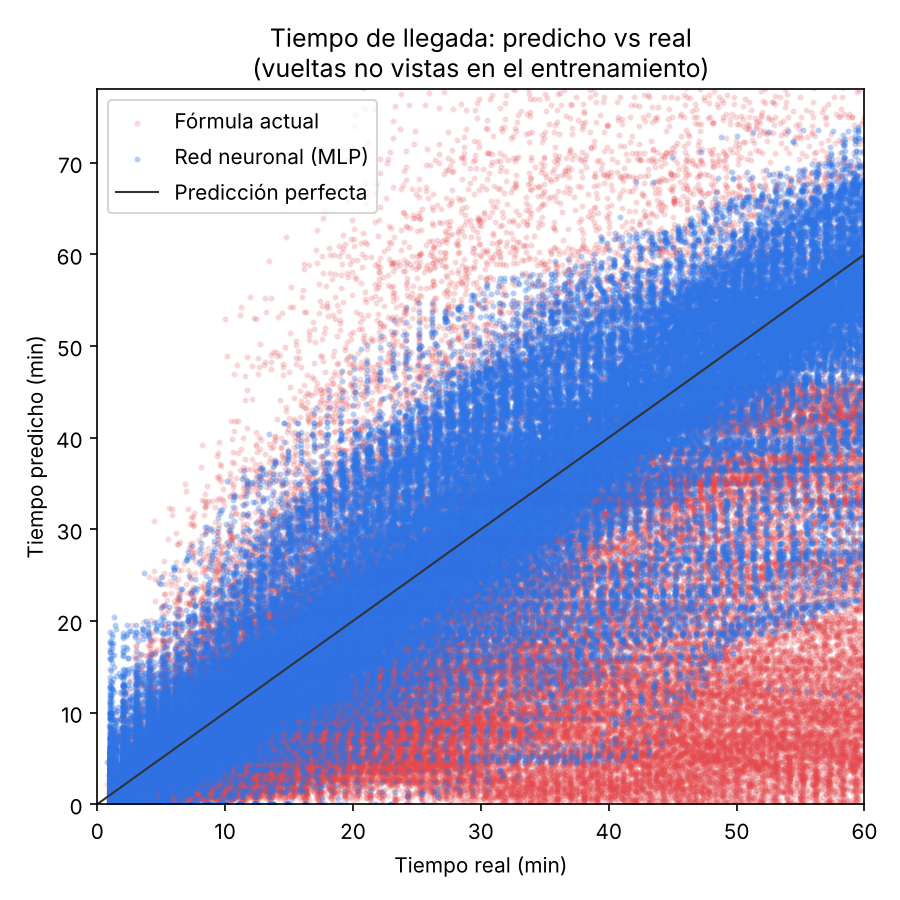 Tiempo de llegada: predicho vs real
(vueltas no vistas en el entrenamiento)
Fórmula actual
Red neuronal (MLP)
Predicción perfecta
Tiempo predicho (min)
70
60
50
40
30
20
10
0
0 10 20 30 40 50 60
Tiempo real (min)